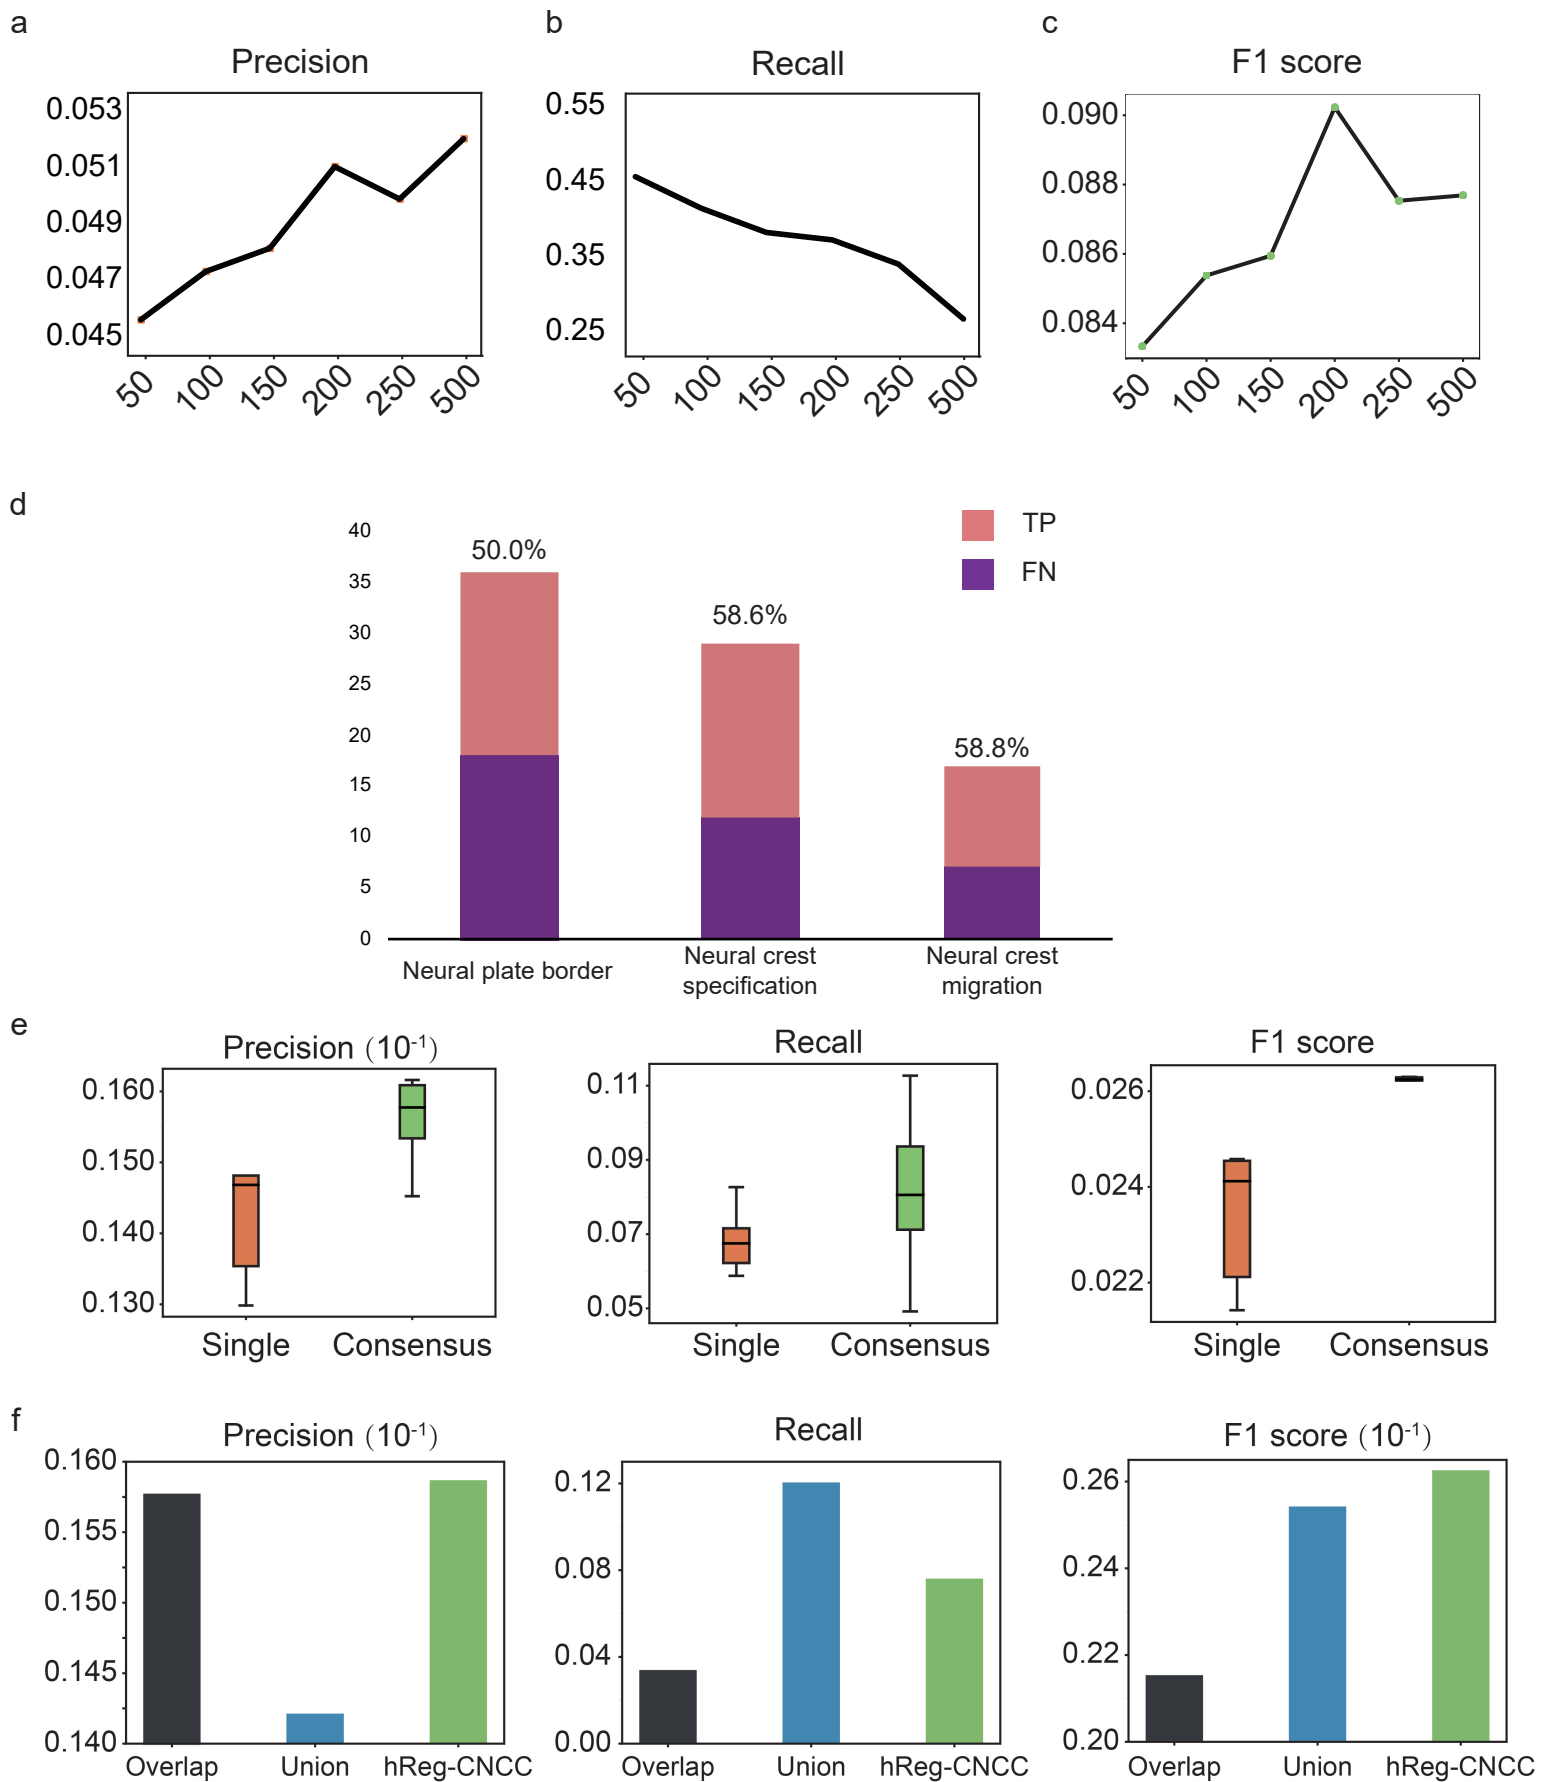 a
Precision
0.053
0.051
0.049
0.047
0.045
50 100 150 200 250 500
b
Recall
0.55
0.45
0.35
0.25
50 100 150 200 250 500
c
F1 score
0.090
0.088
0.086
0.084
50 100 150 200 250 500
d
40
35
30
25
20
15
10
5
0
50.0%
58.6%
58.8%
TP
FN
Neural plate border
Neural crest
specification
Neural crest
migration
e
Precision (10-1)
0.160
0.150
0.140
0.130
Single Consensus
Recall
0.11
0.09
0.07
0.05
Single Consensus
F1 score
0.026
0.024
0.022
Single Consensus
f
Precision (10-1)
0.160
0.155
0.150
0.145
0.140
Overlap Union hReg-CNCC
Recall
0.12
0.08
0.04
0.00
Overlap Union hReg-CNCC
F1 score (10-1)
0.26
0.24
0.22
0.20
Overlap Union hReg-CNCC